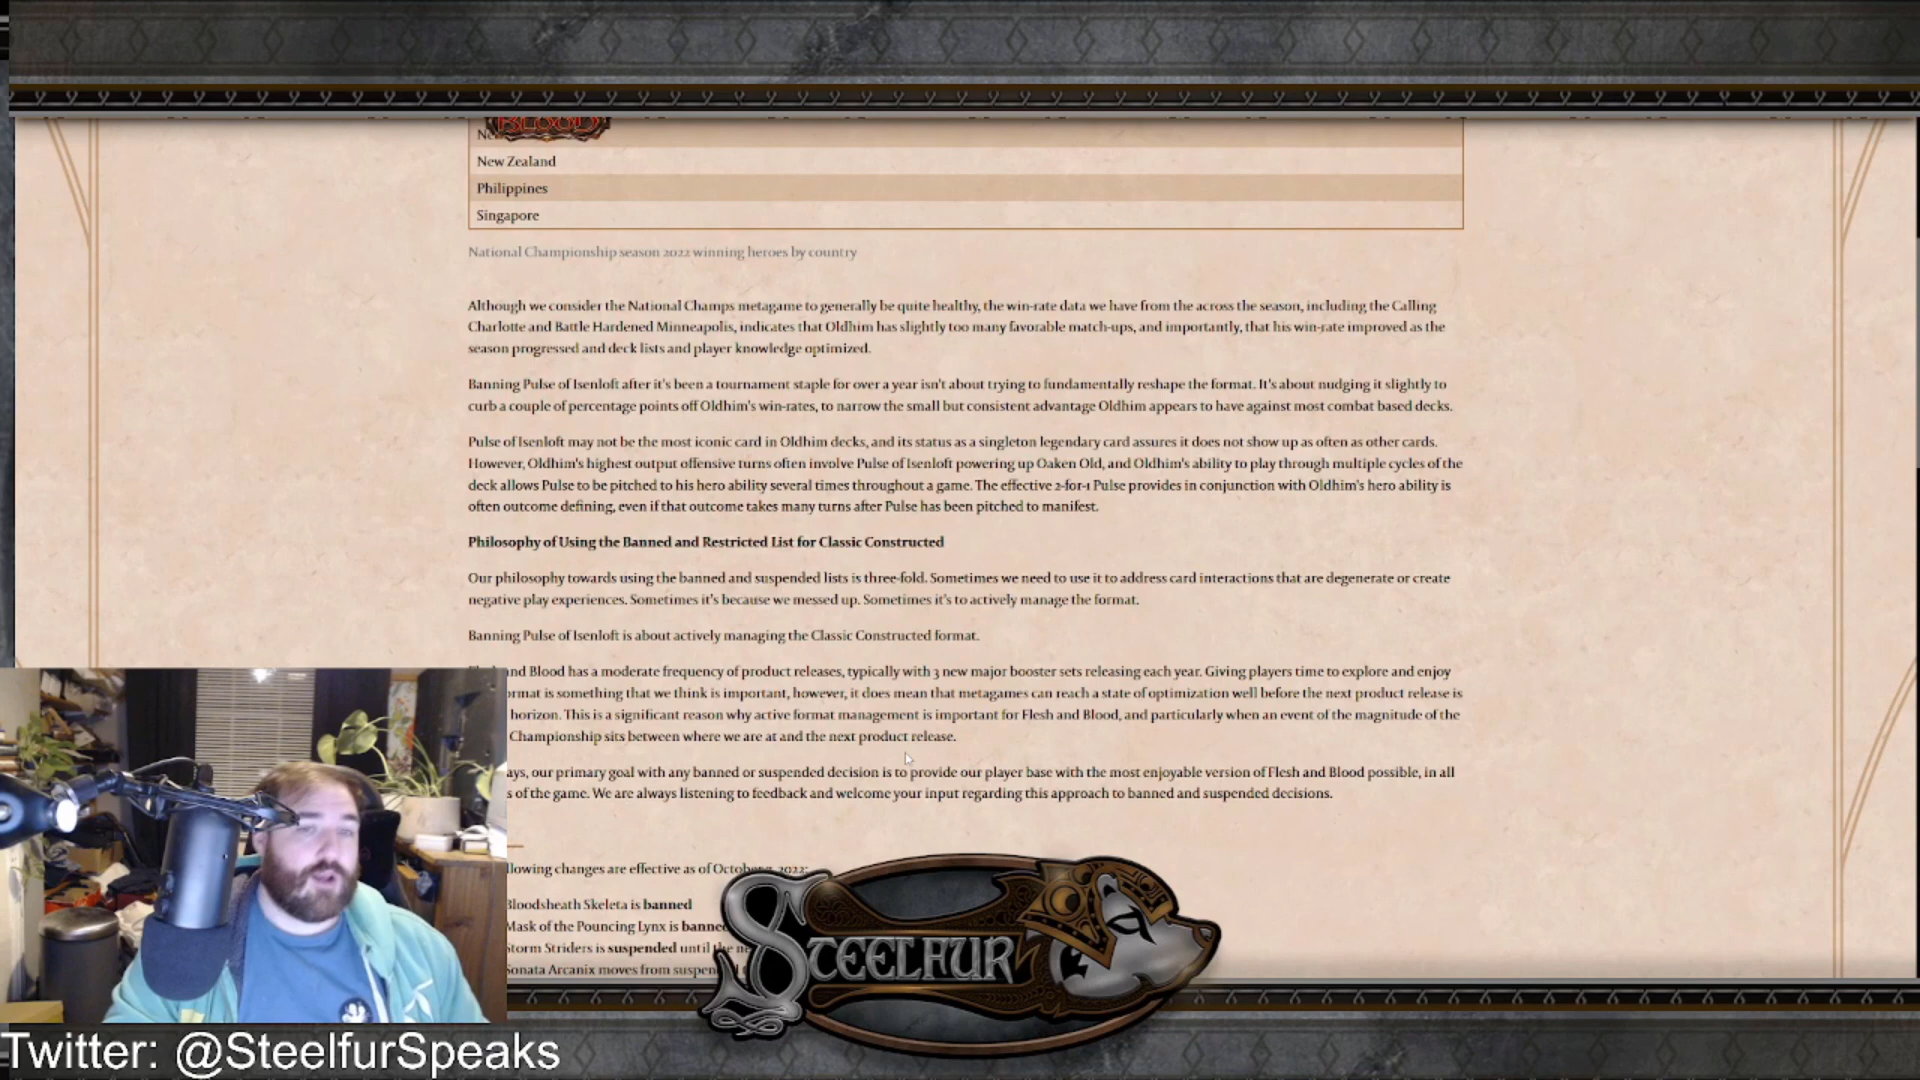 BLOOD
New Zealand
Philippines
Singapore
National Championship season 2022 winning heroes by country
Although we consider the National Champs metagame to generally be quite healthy, the win-rate data we have from the across the season, including the Calling
Charlotte and Battle Hardened Minneapolis, indicates that Oldhim has slightly too many favorable match-ups, and importantly, that his win-rate improved as the
season progressed and deck lists and player knowledge optimized.
Banning Pulse of Isenloft after it's been a tournament staple for over a year isn't about trying to fundamentally reshape the format. It's about nudging it slightly to
curb a couple of percentage points off Oldhim's win-rates, to narrow the small but consistent advantage Oldhim appears to have against most combat based decks.
Pulse of Isenloft may not be the most iconic card in Oldhim decks, and its status as a singleton legendary card assures it does not show up as often as other cards.
However, Oldhim's highest output offensive turns often involve Pulse of Isenloft powering up Oaken Old, and Oldhim's ability to play through multiple cycles of the
deck allows Pulse to be pitched to his hero ability several times throughout a game. The effective 2-for-1 Pulse provides in conjunction with Oldhim's hero ability is
often outcome defining, even if that outcome takes many turns after Pulse has been pitched to manifest.
Philosophy of Using the Banned and Restricted List for Classic Constructed
Our philosophy towards using the banned and suspended lists is three-fold. Sometimes we need to use it to address card interactions that are degenerate or create
negative play experiences. Sometimes it's because we messed up. Sometimes it's to actively manage the format.
Banning Pulse of Isenloft is about actively managing the Classic Constructed format.
and Blood has a moderate frequency of product releases, typically with 3 new major booster sets releasing each year. Giving players time to explore and enjoy
ormat is something that we think is important, however, it does mean that metagames can reach a state of optimization well before the next product release is
horizon. This is a significant reason why active format management is important for Flesh and Blood, and particularly when an event of the magnitude of the
Championship sits between where we are at and the next product release.
ays, our primary goal with any banned or suspended decision is to provide our player base with the most enjoyable version of Flesh and Blood possible, in all
s of the game. We are always listening to feedback and welcome your input regarding this approach to banned and suspended decisions.
llowing changes are effective as of October 2022:
Bloodsheath Skeleta is banned
Mask of the Pouncing Lynx is banned
Storm Striders is suspended until the ne
Sonata Arcanix moves from suspen
STEELFUR
Twitter: @SteelfurSpeaks